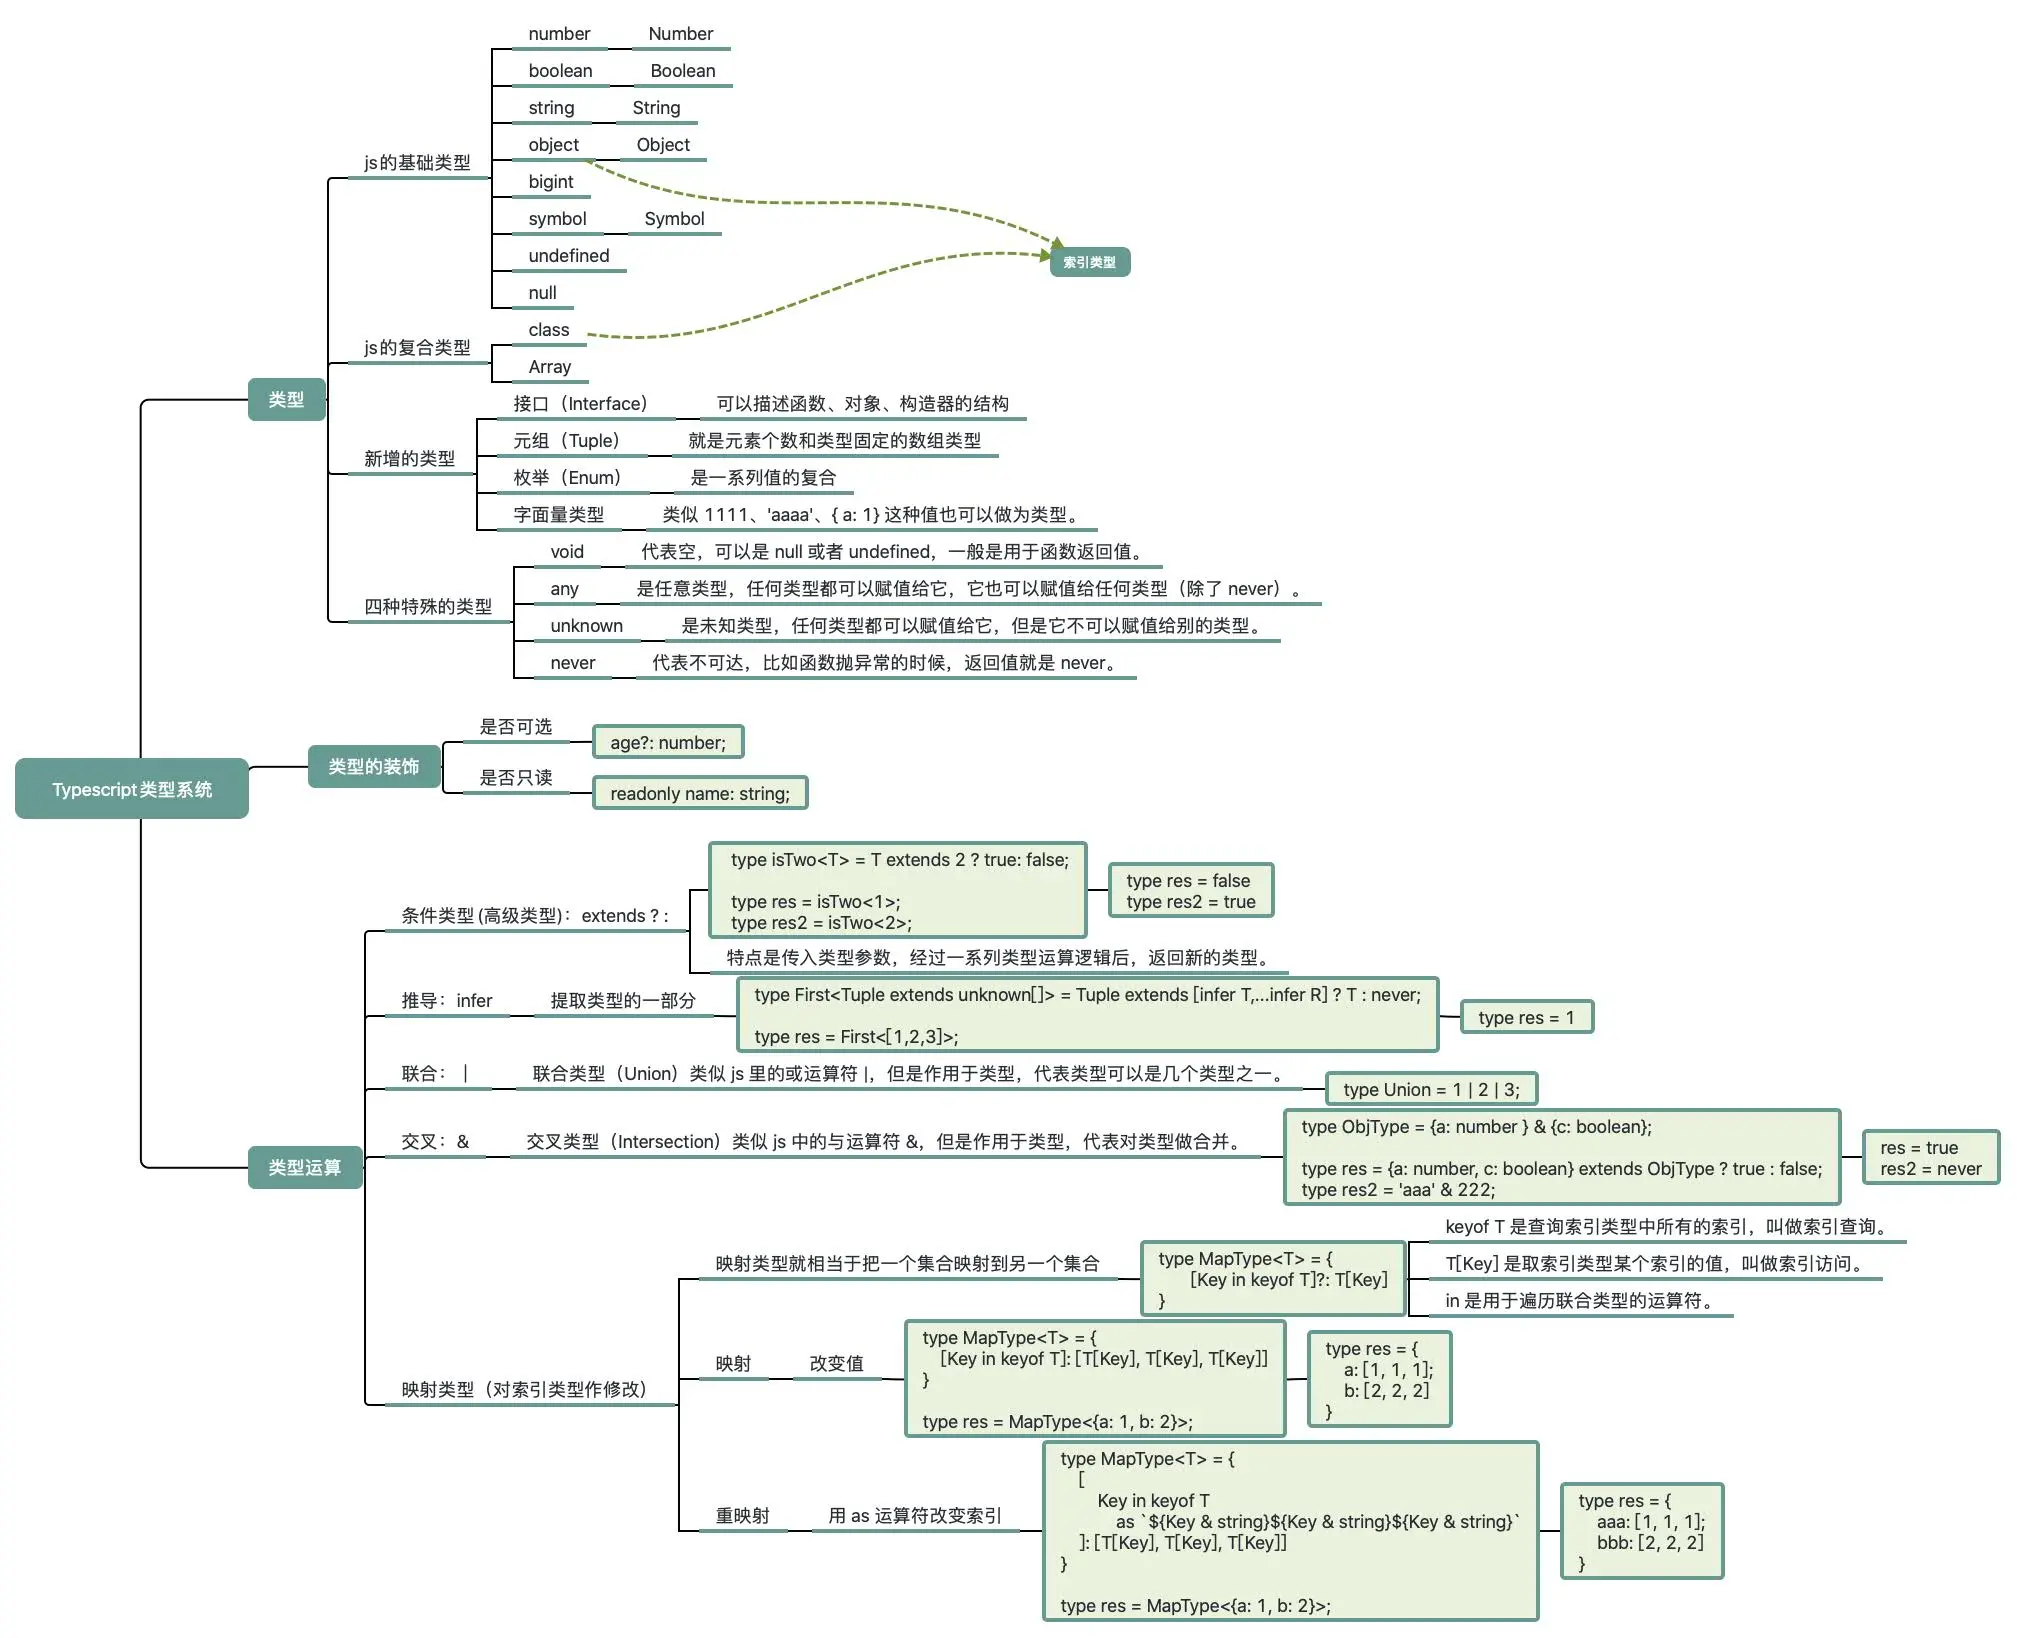 Typescript类型系统
类型
js的基础类型
number
Number
boolean
Boolean
string
String
object
Object
bigint
symbol
Symbol
undefined
null
索引类型
js的复合类型
class
Array
新增的类型
接口（Interface）
可以描述函数、对象、构造器的结构
元组（Tuple）
就是元素个数和类型固定的数组类型
枚举（Enum）
是一系列值的复合
字面量类型
类似 1111、'aaaa'、{ a: 1} 这种值也可以做为类型。
四种特殊的类型
void
代表空，可以是 null 或者 undefined，一般是用于函数返回值。
any
是任意类型，任何类型都可以赋值给它，它也可以赋值给任何类型（除了 never）。
unknown
是未知类型，任何类型都可以赋值给它，但是它不可以赋值给别的类型。
never
代表不可达，比如函数抛异常的时候，返回值就是 never。
类型的装饰
是否可选
age?: number;
是否只读
readonly name: string;
类型运算
条件类型(高级类型)：extends ? :
type isTwo<T> = T extends 2 ? true: false;
type res = isTwo<1>;
type res2 = isTwo<2>;
type res = false
type res2 = true
特点是传入类型参数，经过一系列类型运算逻辑后，返回新的类型。
推导：infer
提取类型的一部分
type First<Tuple extends unknown[]> = Tuple extends [infer T,...infer R] ? T : never;
type res = First<[1,2,3]>;
type res = 1
联合：｜
联合类型（Union）类似 js 里的或运算符 |，但是作用于类型，代表类型可以是几个类型之一。
type Union = 1 | 2 | 3;
交叉：&
交叉类型（Intersection）类似 js 中的与运算符 &，但是作用于类型，代表对类型做合并。
type ObjType = {a: number } & {c: boolean};
type res = {a: number, c: boolean} extends ObjType ? true : false;
type res2 = 'aaa' & 222;
res = true
res2 = never
映射类型（对索引类型作修改）
映射类型就相当于把一个集合映射到另一个集合
type MapType<T> = {
[Key in keyof T]?: T[Key]
}
keyof T 是查询索引类型中所有的索引，叫做索引查询。
T[Key] 是取索引类型某个索引的值，叫做索引访问。
in 是用于遍历联合类型的运算符。
映射
改变值
type MapType<T> = {
[Key in keyof T]: [T[Key], T[Key], T[Key]]
}
type res = MapType<{a: 1, b: 2}>;
type res = {
a: [1, 1, 1];
b: [2, 2, 2]
}
重映射
用 as 运算符改变索引
type MapType<T> = {
[
Key in keyof T
as `${Key & string}${Key & string}${Key & string}`
]: [T[Key], T[Key], T[Key]]
}
type res = MapType<{a: 1, b: 2}>;
type res = {
aaa: [1, 1, 1];
bbb: [2, 2, 2]
}